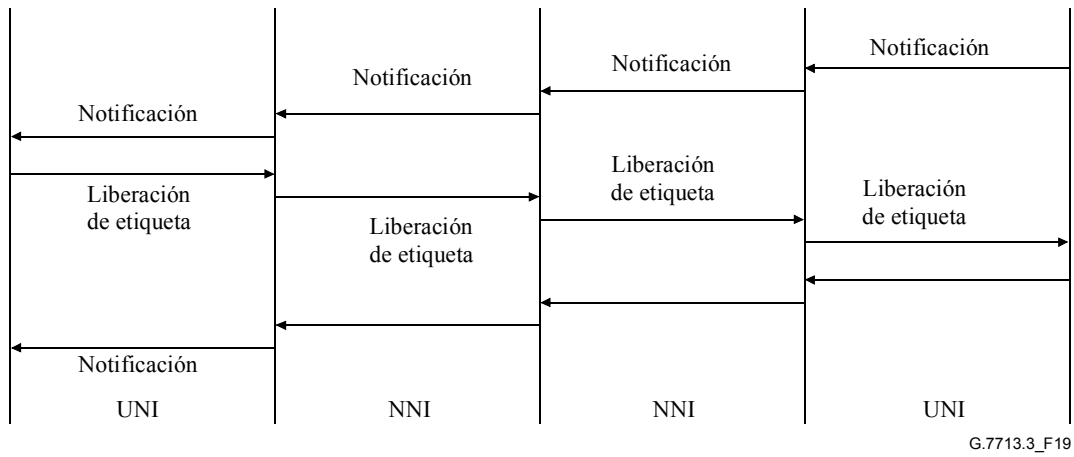 Notificación
Notificación
Notificación
Notificación
Liberación
de etiqueta
Liberación
de etiqueta
Liberación
de etiqueta
Liberación
de etiqueta
Notificación
UNI
NNI
NNI
UNI
G.7713.3_F19